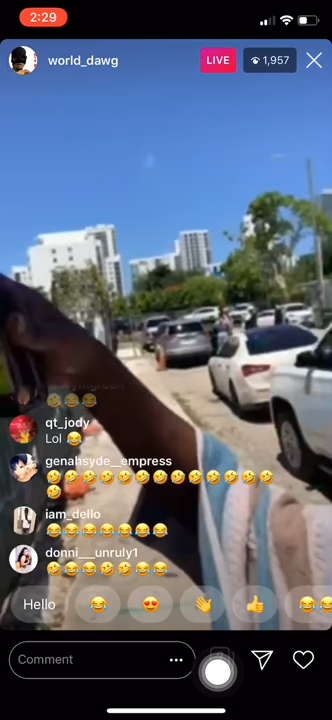 2:29
world_dawg
LIVE
1,957
qt_jody
Lol 😂
genahsyde__empress
🤣🤣🤣🤣🤣🤣🤣🤣🤣🤣🤣🤣🤣
🤣
iam_dello
😂😂😂😂😂😂😂
donni__unruly1
🤣😂😂🤣🤣😂😂
Hello
Comment